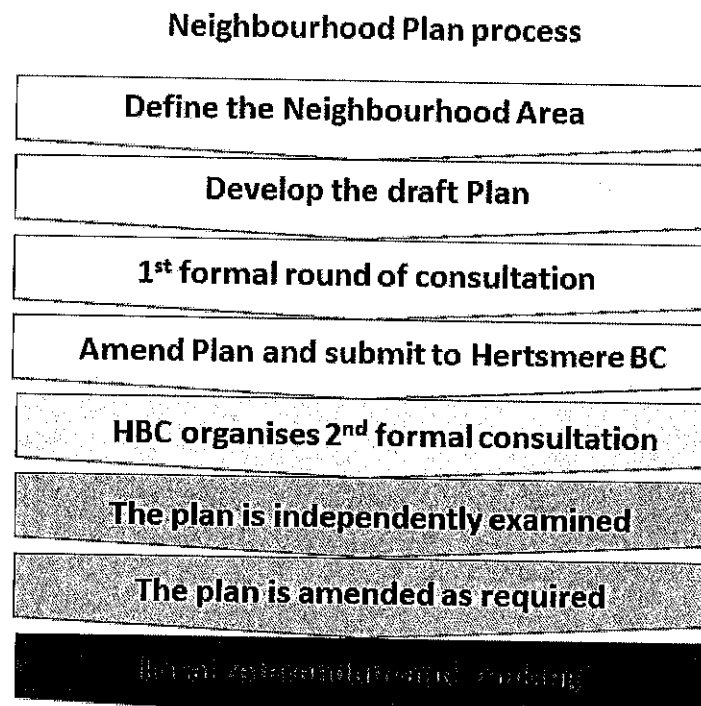 Neighbourhood Plan process
Define the Neighbourhood Area
Develop the draft Plan
1st formal round of consultation
Amend Plan and submit to Hertsmere BC
HBC organises 2nd formal consultation
The plan is independently examined
The plan is amended as required